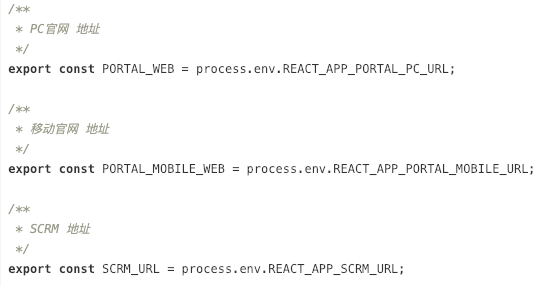 /**
 * PC官网 地址
 */
export const PORTAL_WEB = process.env.REACT_APP_PORTAL_PC_URL;

/**
 * 移动官网 地址
 */
export const PORTAL_MOBILE_WEB = process.env.REACT_APP_PORTAL_MOBILE_URL;

/**
 * SCRM 地址
 */
export const SCRM_URL = process.env.REACT_APP_SCRM_URL;